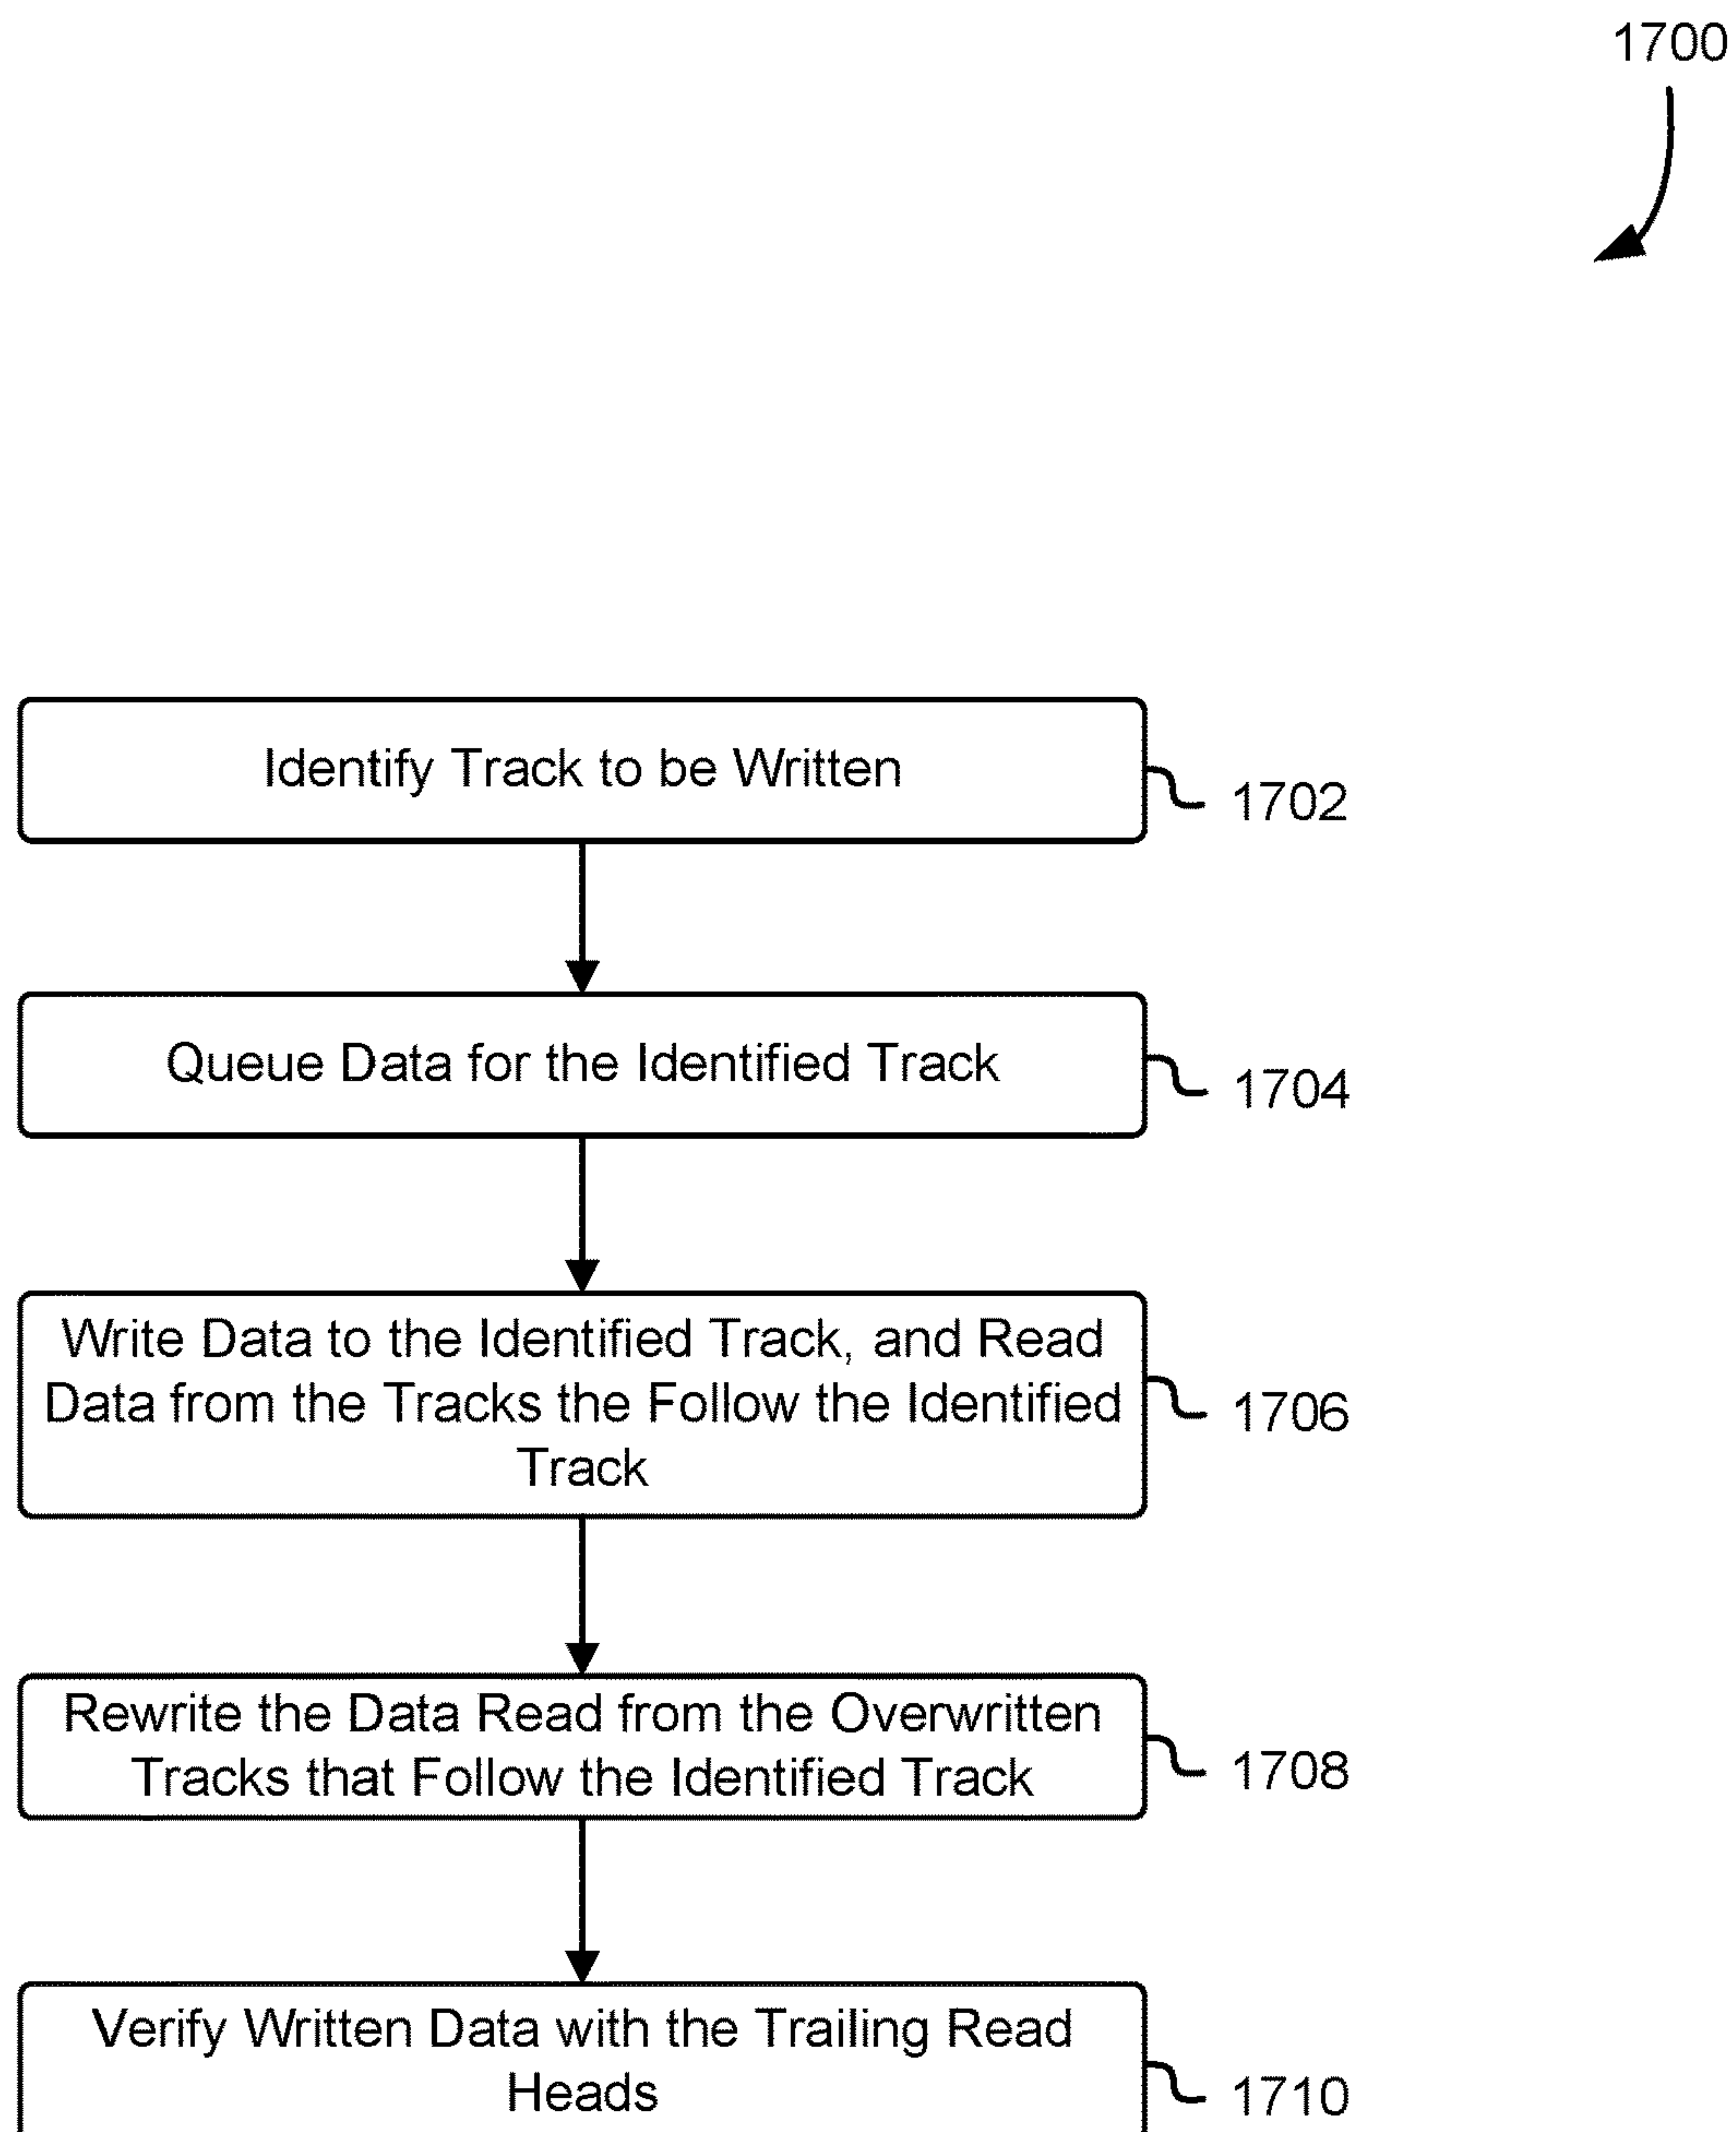 1700
Identify Track to be Written
1702
Queue Data for the Identified Track
1704
Write Data to the Identified Track, and Read
Data from the Tracks the Follow the Identified
Track
1706
Rewrite the Data Read from the Overwritten
Tracks that Follow the Identified Track
1708
Verify Written Data with the Trailing Read
Heads
1710